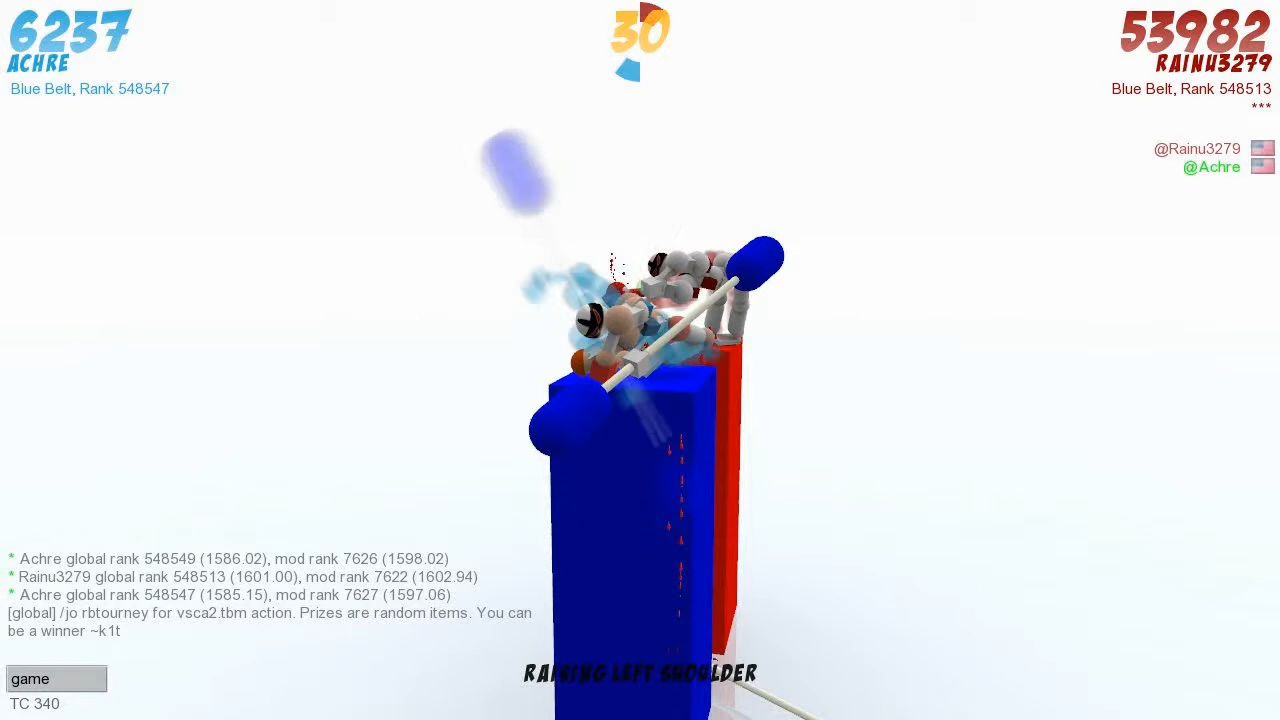 6237
ACHRE
Blue Belt, Rank 548547
30
53982
RAINU3279
Blue Belt, Rank 548513
***
@Rainu3279
@Achre
* Achre global rank 548549 (1586.02), mod rank 7626 (1598.02)
* Rainu3279 global rank 548513 (1601.00), mod rank 7622 (1602.94)
* Achre global rank 548547 (1585.15), mod rank 7627 (1597.06)
[global] /jo rbtourney for vsca2.tbm action. Prizes are random items. You can
be a winner ~k1t
RAISING LEFT SHOULDER
game
TC 340